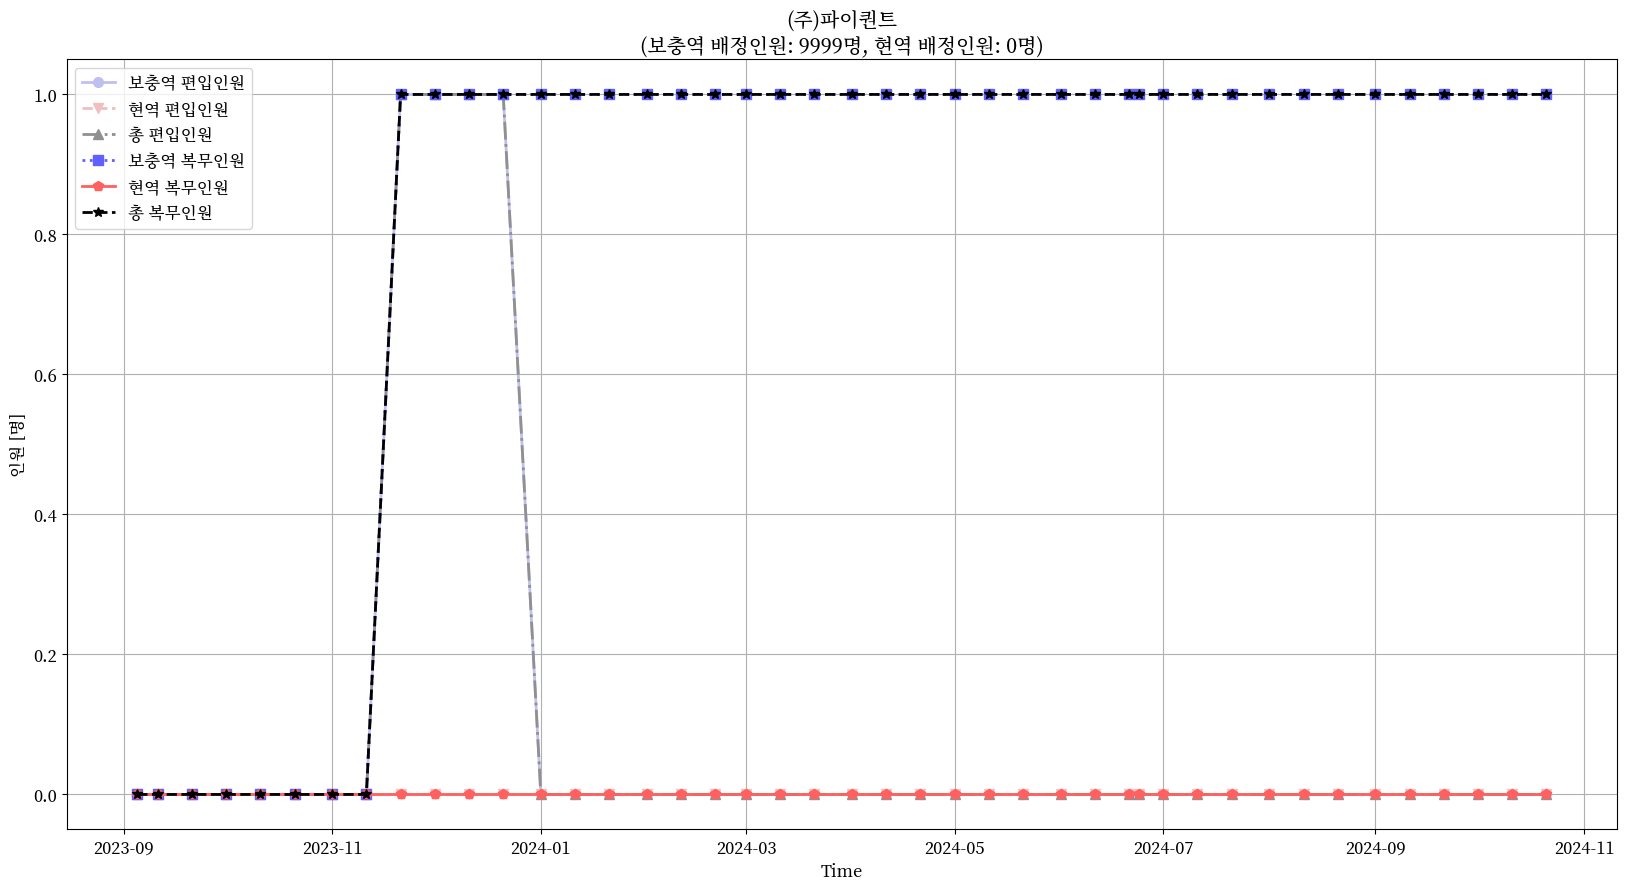 (주)파이퀀트
(보충역 배정인원: 9999명, 현역 배정인원: 0명)
보충역 편입인원
현역 편입인원
총 편입인원
보충역 복무인원
현역 복무인원
총 복무인원
인원 [명]
1.0
0.8
0.6
0.4
0.2
0.0
2023-09
2023-11
2024-01
2024-03
2024-05
2024-07
2024-09
2024-11
Time